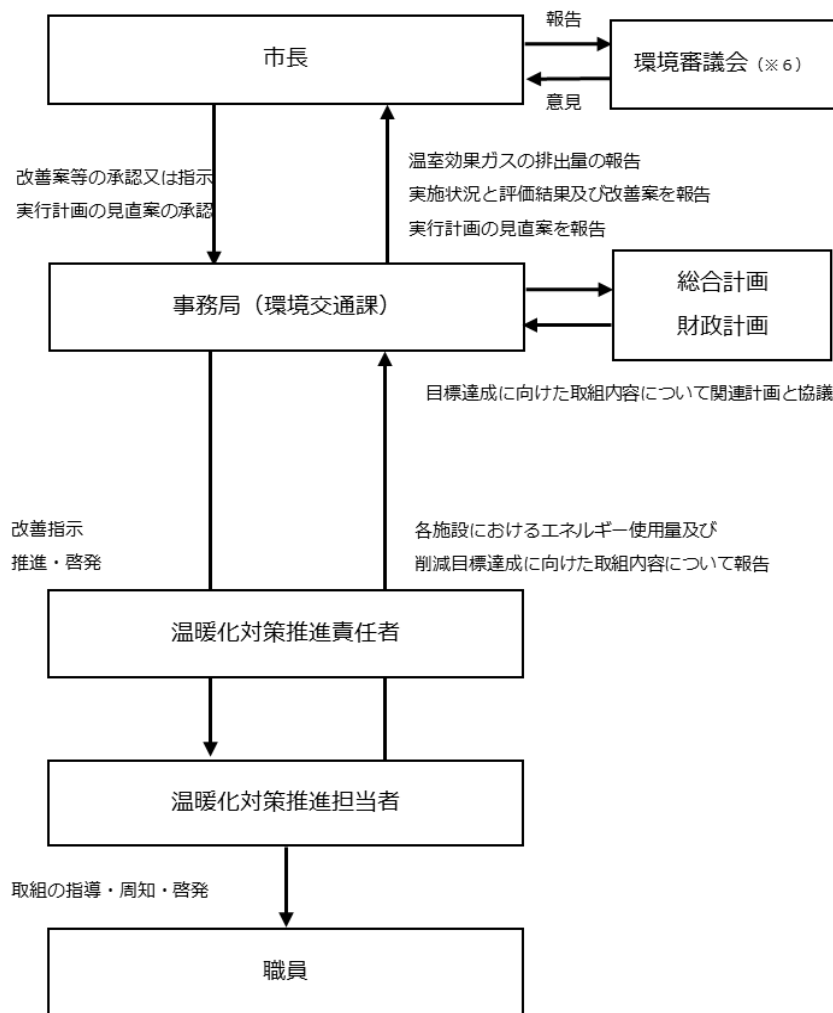 市長
報告
環境審議会（※６）
意見
改善案等の承認又は指示
実行計画の見直案の承認
温室効果ガスの排出量の報告
実施状況と評価結果及び改善案を報告
実行計画の見直案を報告
事務局（環境交通課）
総合計画
財政計画
目標達成に向けた取組内容について関連計画と協議
改善指示
推進・啓発
各施設におけるエネルギー使用量及び
削減目標達成に向けた取組内容について報告
温暖化対策推進責任者
温暖化対策推進担当者
取組の指導・周知・啓発
職員